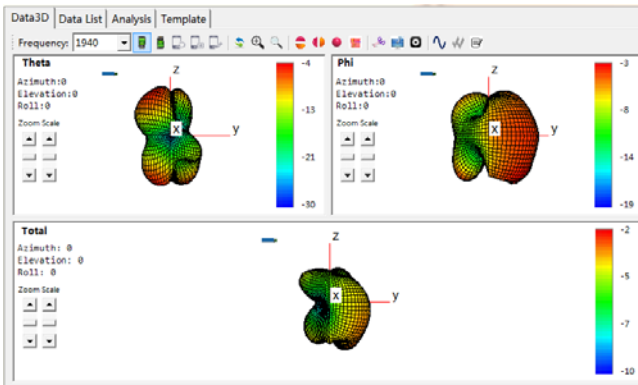 Data3D Data List Analysis Template
Frequency: 1940
Theta
Azimuth:0
Elevation:0
Roll:0
Zoom Scale
z
x
y
-4
-13
-21
-30
Phi
Azimuth:0
Elevation:0
Roll:0
Zoom Scale
z
x
y
-3
-8
-14
-19
Total
Azimuth: 0
Elevation: 0
Roll: 0
Zoom Scale
z
x
y
-2
-5
-7
-10